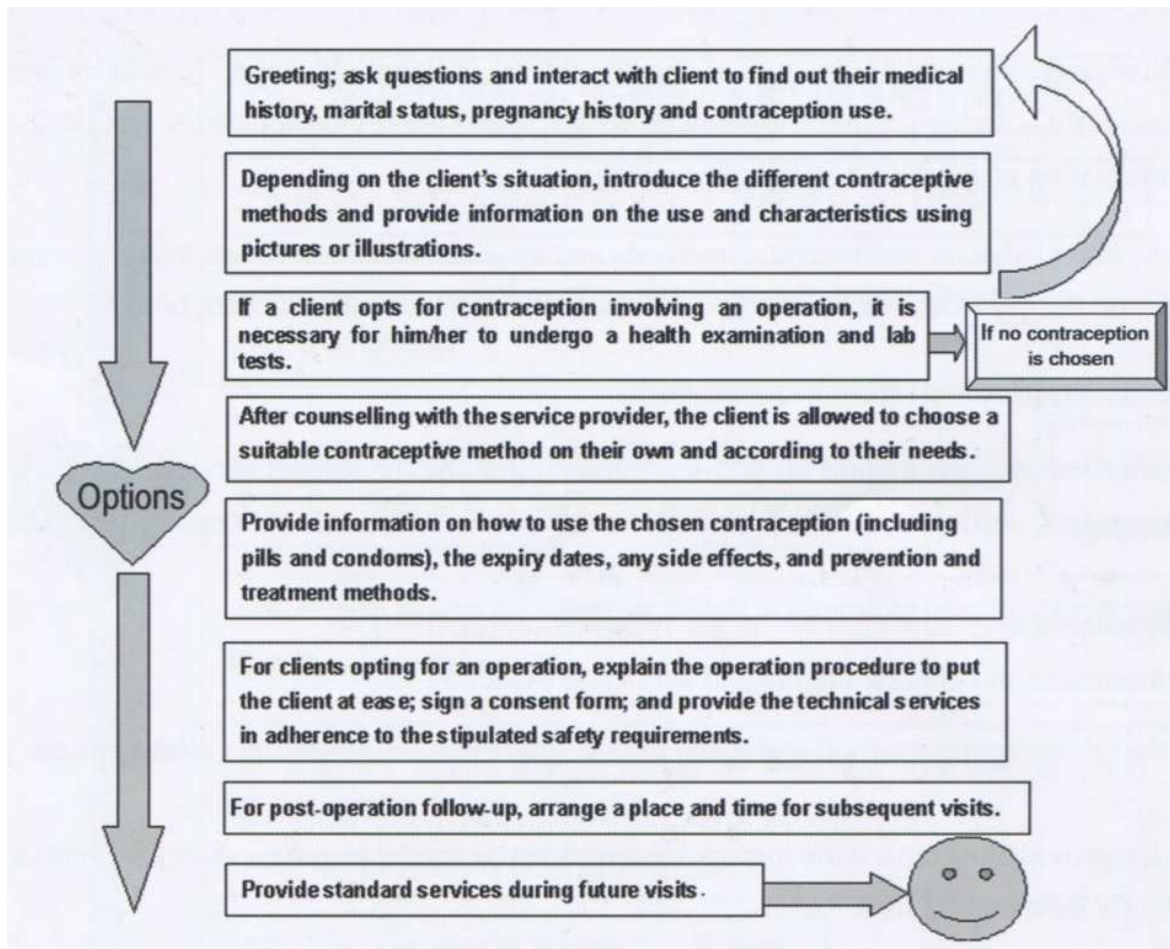 Greeting; ask questions and interact with client to find out their medical
history, marital status, pregnancy history and contraception use.
Depending on the client's situation, introduce the different contraceptive
methods and provide information on the use and characteristics using
pictures or illustrations.
If a client opts for contraception involving an operation, it is
necessary for him/her to undergo a health examination and lab
tests.
If no contraception
is chosen
After counselling with the service provider, the client is allowed to choose a
suitable contraceptive method on their own and according to their needs.
Options
Provide information on how to use the chosen contraception (including
pills and condoms), the expiry dates, any side effects, and prevention and
treatment methods.
For clients opting for an operation, explain the operation procedure to put
the client at ease; sign a consent form; and provide the technical services
in adherence to the stipulated safety requirements.
For post-operation follow-up, arrange a place and time for subsequent visits.
Provide standard services during future visits.